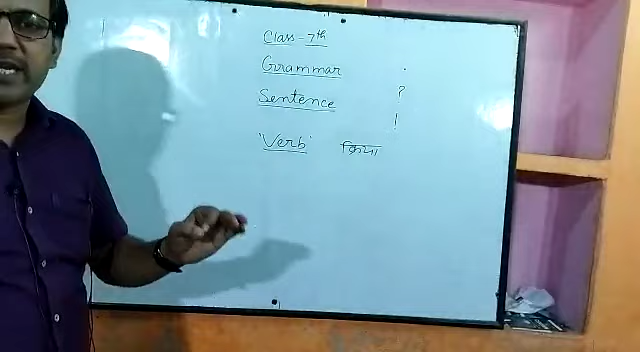 Class - 7th
Grammar .
Sentence ?
!
'Verb' क्रिया